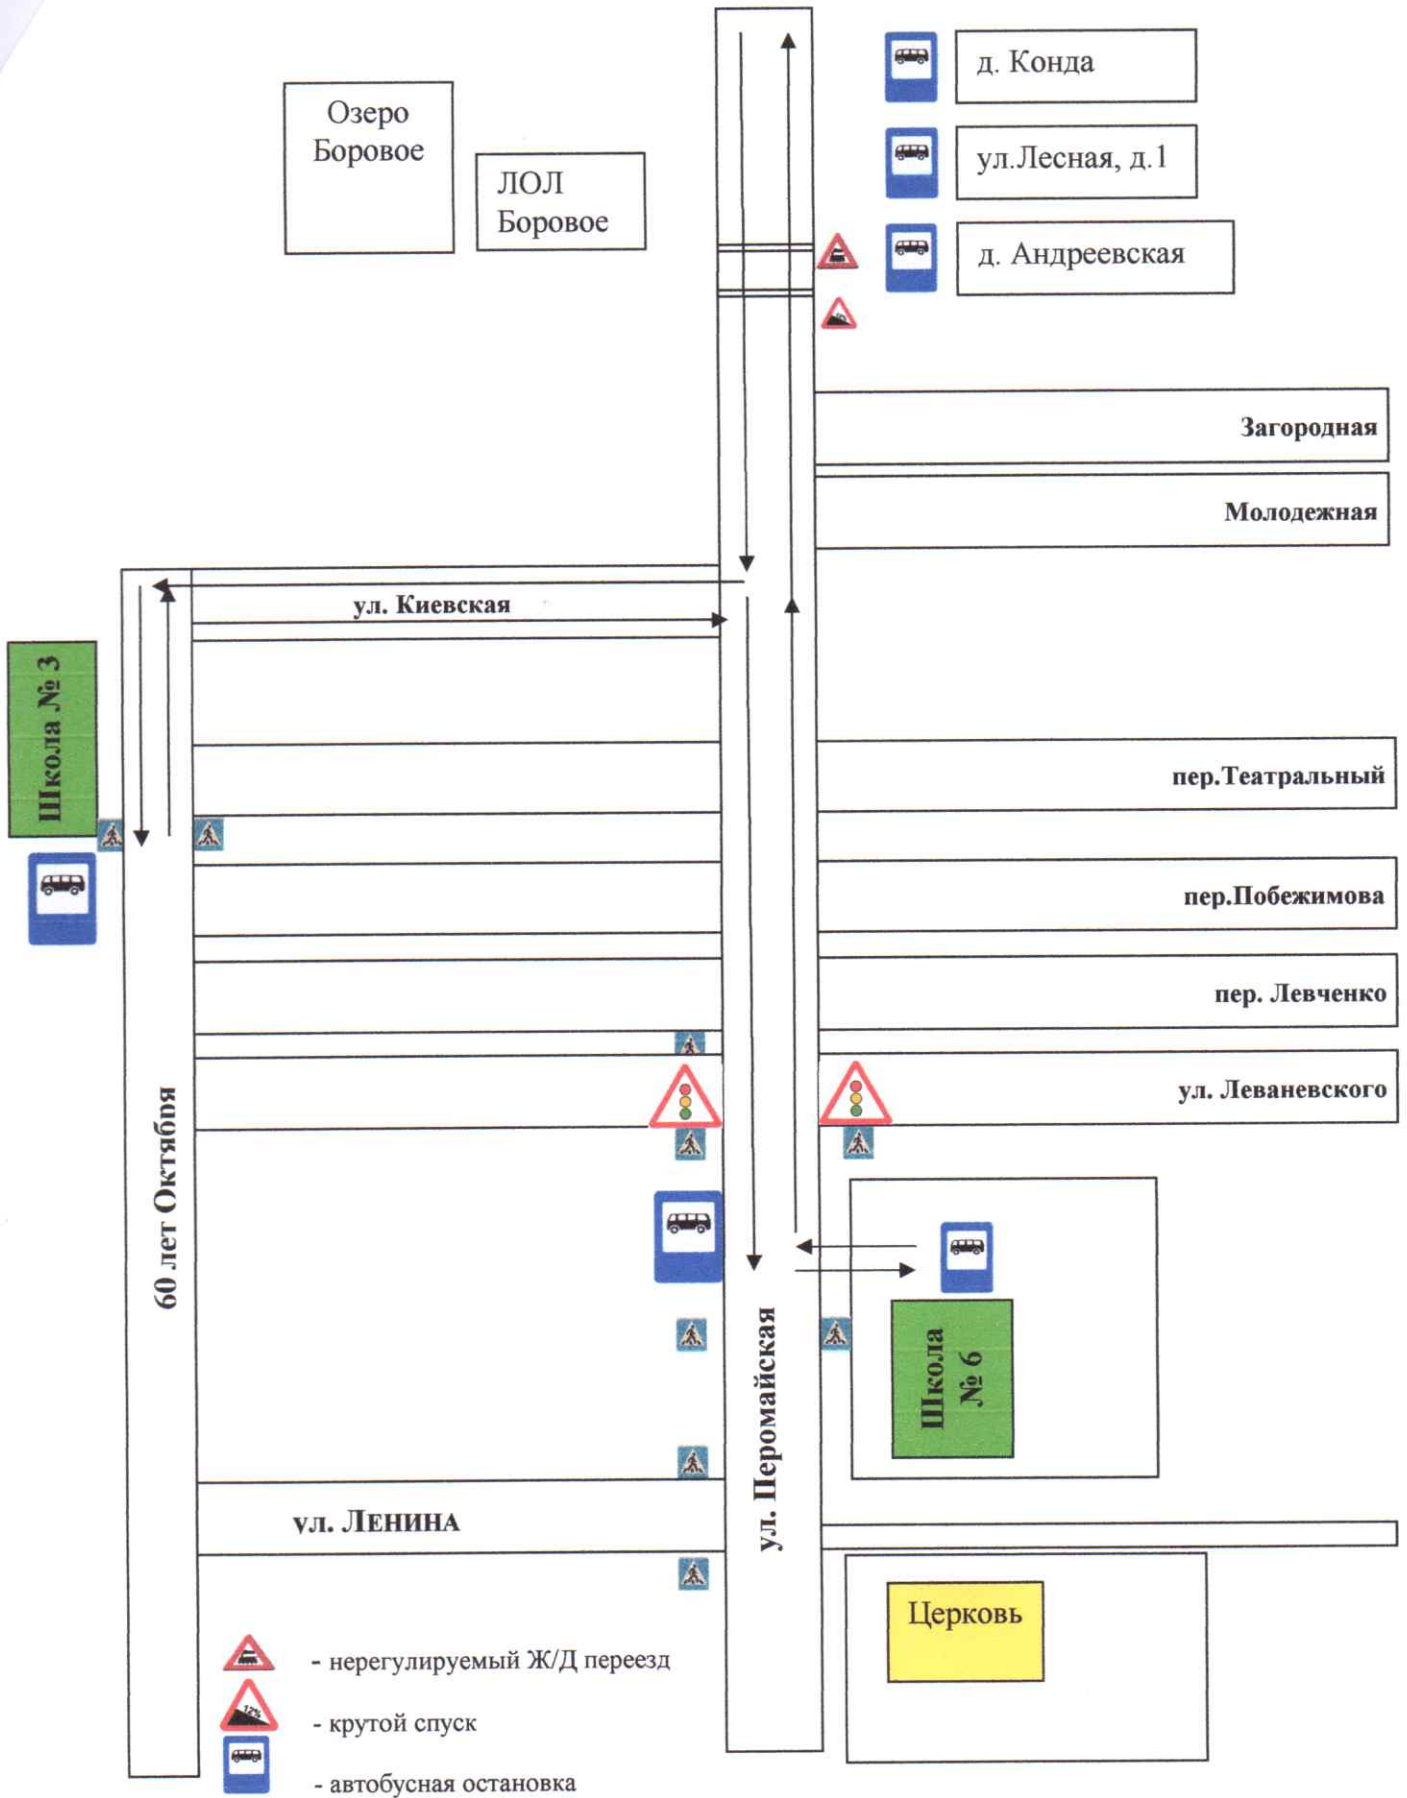 д. Конда
Озеро
Боровое
ул.Лесная, д.1
ЛОЛ
Боровое
д. Андреевская
Загородная
Молодежная
ул. Киевская
Школа № 3
пер.Театральный
пер.Побежимова
пер. Левченко
ул. Леваневского
60 лет Октября
ул. Перомайская
Школа
№ 6
ул. ЛЕНИНА
Церковь
- нерегулируемый Ж/Д переезд
12%
- крутой спуск
- автобусная остановка